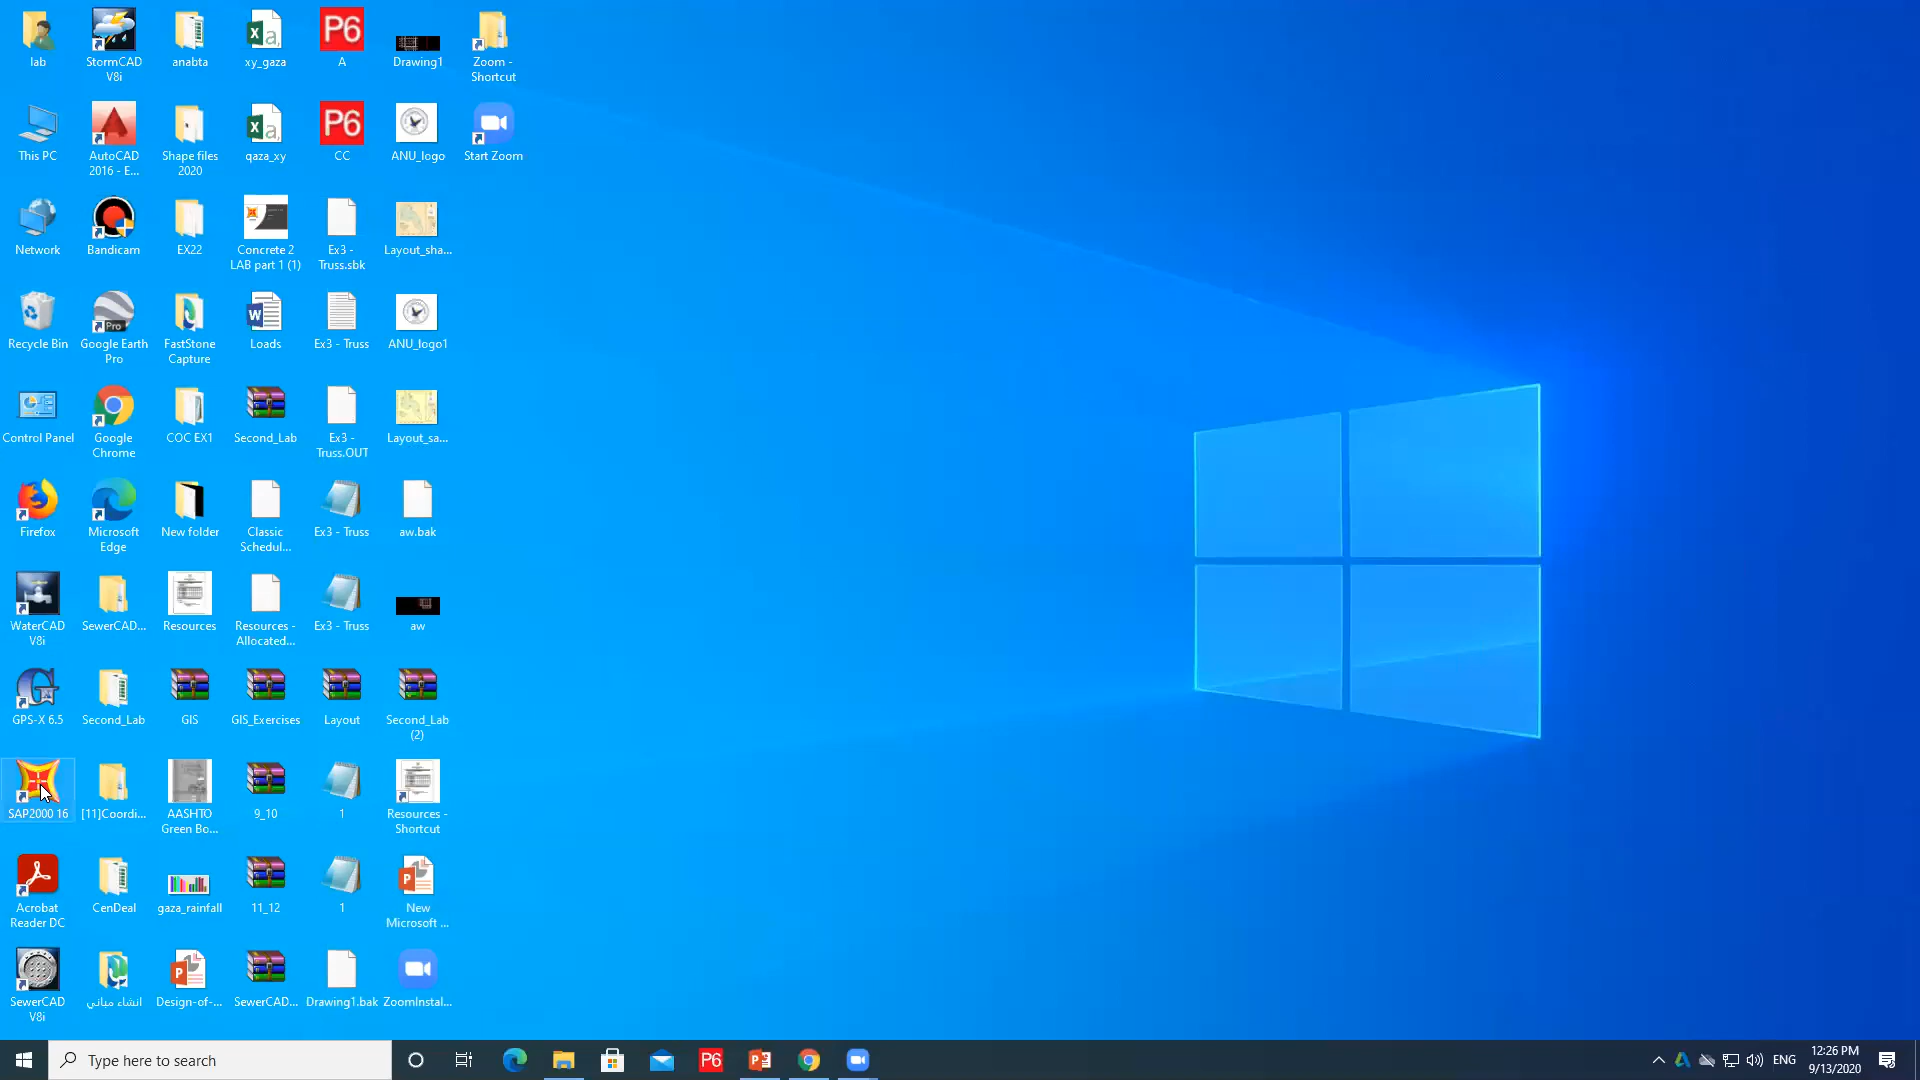 lab
StormCAD
V8i
anabta
xy_gaza
P6
A
Drawing1
Zoom -
Shortcut
This PC
AutoCAD
2016 - E...
Shape files
2020
qaza_xy
P6
CC
ANU_logo
Start Zoom
Network
Bandicam
EX22
Concrete 2
LAB part 1 (1)
Ex3 -
Truss.sbk
Layout_sha...
Recycle Bin
Pro
Google Earth
Pro
FastStone
Capture
Loads
Ex3 - Truss
ANU_logo1
Control Panel
Google
Chrome
COC EX1
Second_Lab
Ex3 -
Truss.OUT
Layout_sa...
Firefox
Microsoft
Edge
New folder
Classic
Schedul...
Ex3 - Truss
aw.bak
WaterCAD
V8i
SewerCAD...
Resources
Resources -
Allocated...
Ex3 - Truss
aw
GPS-X 6.5
Second_Lab
GIS
GIS_Exercises
Layout
Second_Lab
(2)
SAP2000 16
[11]Coordi...
AASHTO
Green Bo...
9_10
1
Resources -
Shortcut
Acrobat
Reader DC
CenDeal
gaza_rainfall
11_12
1
New
Microsoft ...
SewerCAD
V8i
انشاء مباني
Design-of-...
SewerCAD...
Drawing1.bak
ZoomInstal...
Type here to search
P6
ENG
12:26 PM
9/13/2020